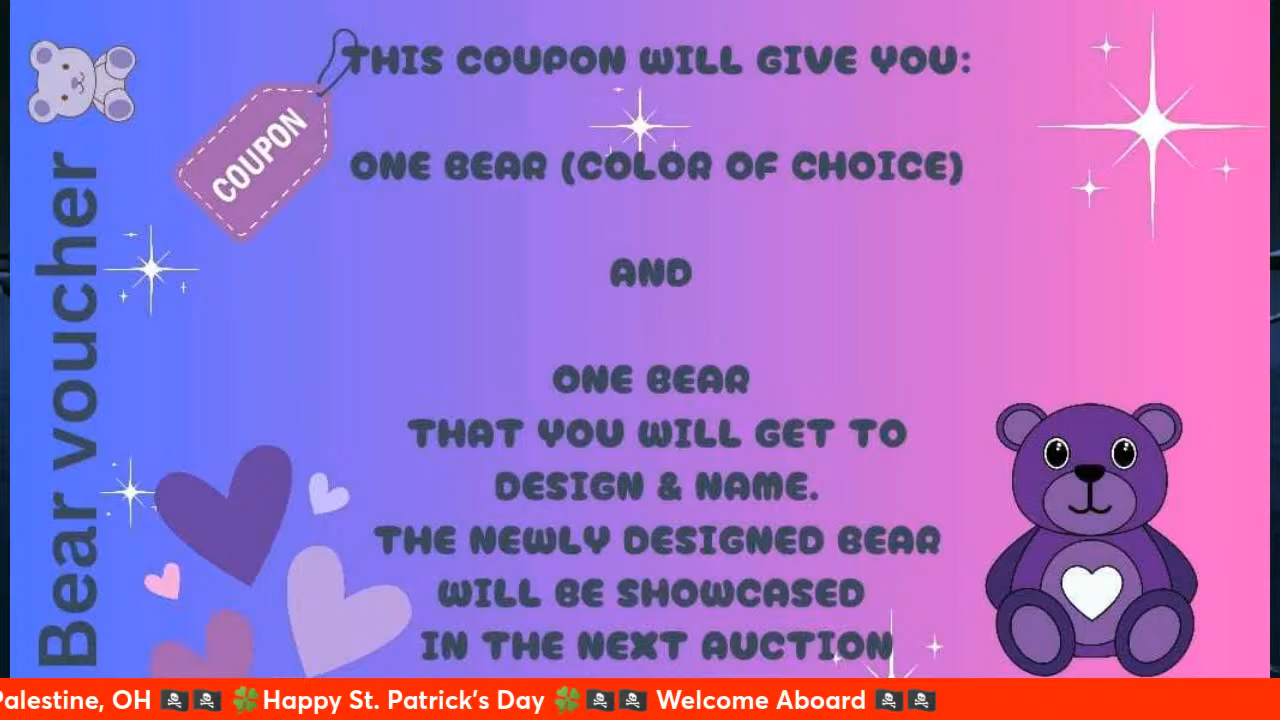 THIS COUPON WILL GIVE YOU:
COUPON
ONE BEAR (COLOR OF CHOICE)
AND
ONE BEAR
THAT YOU WILL GET TO
DESIGN & NAME.
THE NEWLY DESIGNED BEAR
WILL BE SHOWCASED
IN THE NEXT AUCTION
Bear voucher
Palestine, OH 🏴‍☠️🏴‍☠️ 🍀Happy St. Patrick's Day 🍀🏴‍☠️🏴‍☠️ Welcome Aboard 🏴‍☠️🏴‍☠️